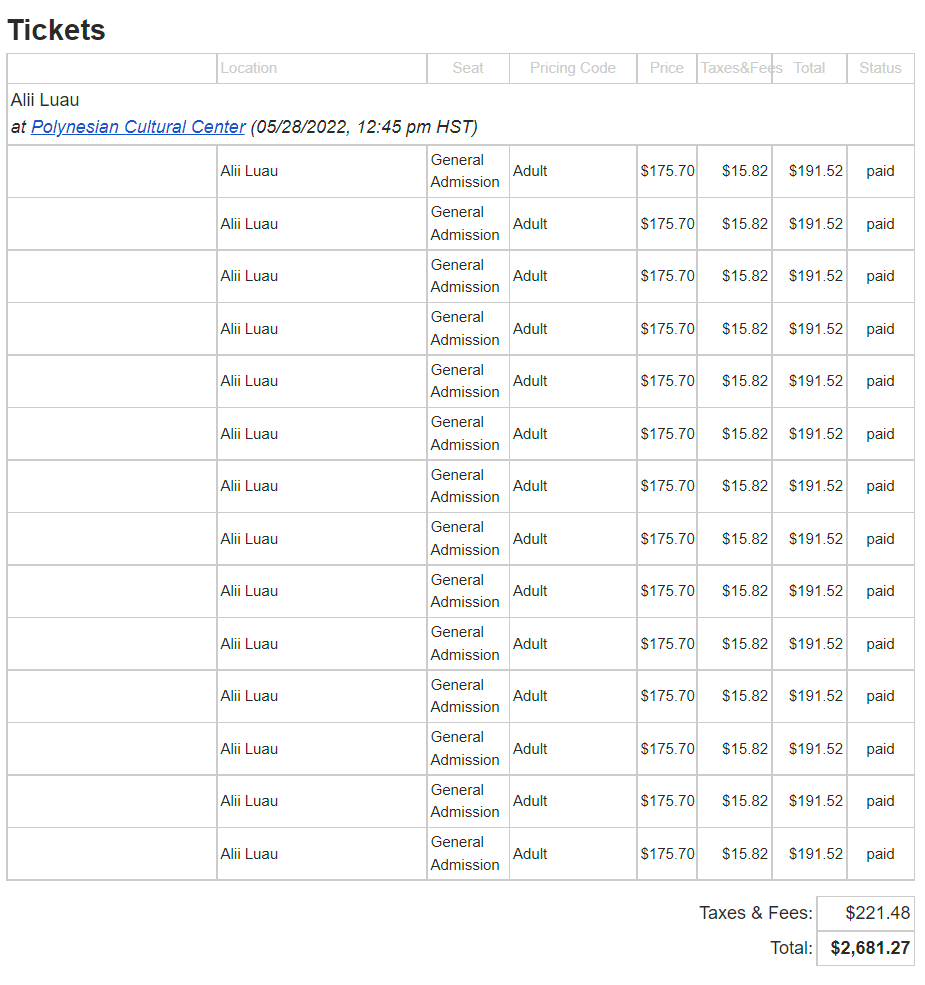 Tickets
Location Seat Pricing Code Price Taxes&Fees Total Status
Alii Luau
at Polynesian Cultural Center (05/28/2022, 12:45 pm HST)
Alii Luau General Admission Adult $175.70 $15.82 $191.52 paid
Alii Luau General Admission Adult $175.70 $15.82 $191.52 paid
Alii Luau General Admission Adult $175.70 $15.82 $191.52 paid
Alii Luau General Admission Adult $175.70 $15.82 $191.52 paid
Alii Luau General Admission Adult $175.70 $15.82 $191.52 paid
Alii Luau General Admission Adult $175.70 $15.82 $191.52 paid
Alii Luau General Admission Adult $175.70 $15.82 $191.52 paid
Alii Luau General Admission Adult $175.70 $15.82 $191.52 paid
Alii Luau General Admission Adult $175.70 $15.82 $191.52 paid
Alii Luau General Admission Adult $175.70 $15.82 $191.52 paid
Alii Luau General Admission Adult $175.70 $15.82 $191.52 paid
Alii Luau General Admission Adult $175.70 $15.82 $191.52 paid
Alii Luau General Admission Adult $175.70 $15.82 $191.52 paid
Alii Luau General Admission Adult $175.70 $15.82 $191.52 paid
Taxes & Fees: $221.48
Total: $2,681.27